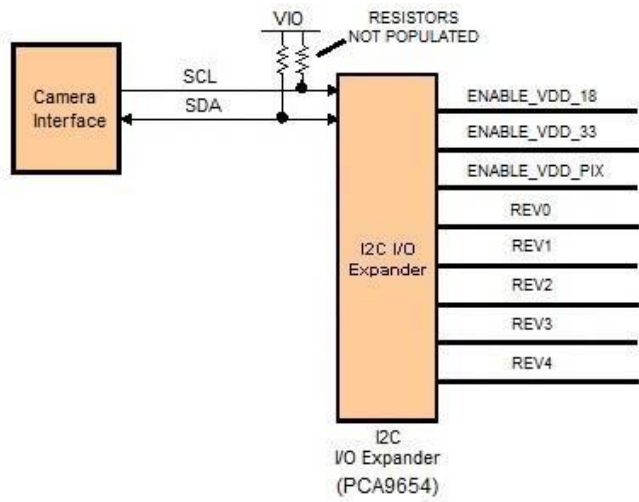 VIO
RESISTORS
NOT POPULATED
SCL
SDA
Camera
Interface
ENABLE_VDD_18
ENABLE_VDD_33
ENABLE_VDD_PIX
REV0
REV1
REV2
REV3
REV4
I2C I/O
Expander
I2C
I/O Expander
(PCA9654)